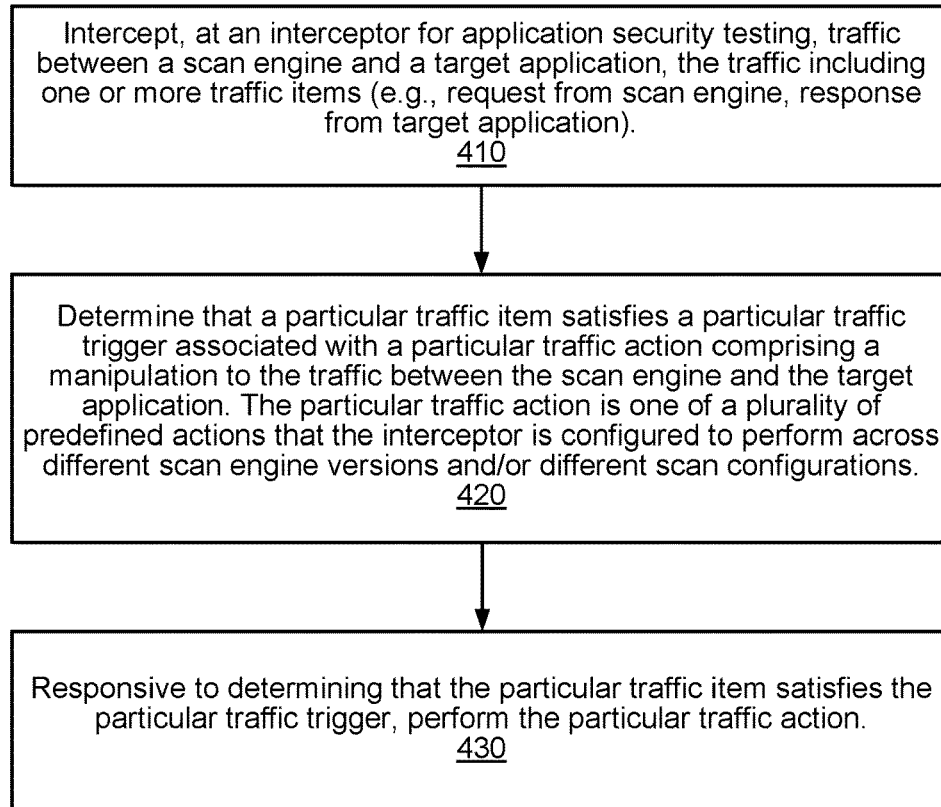 Intercept, at an interceptor for application security testing, traffic
between a scan engine and a target application, the traffic including
one or more traffic items (e.g., request from scan engine, response
from target application).
410
Determine that a particular traffic item satisfies a particular traffic
trigger associated with a particular traffic action comprising a
manipulation to the traffic between the scan engine and the target
application. The particular traffic action is one of a plurality of
predefined actions that the interceptor is configured to perform across
different scan engine versions and/or different scan configurations.
420
Responsive to determining that the particular traffic item satisfies the
particular traffic trigger, perform the particular traffic action.
430